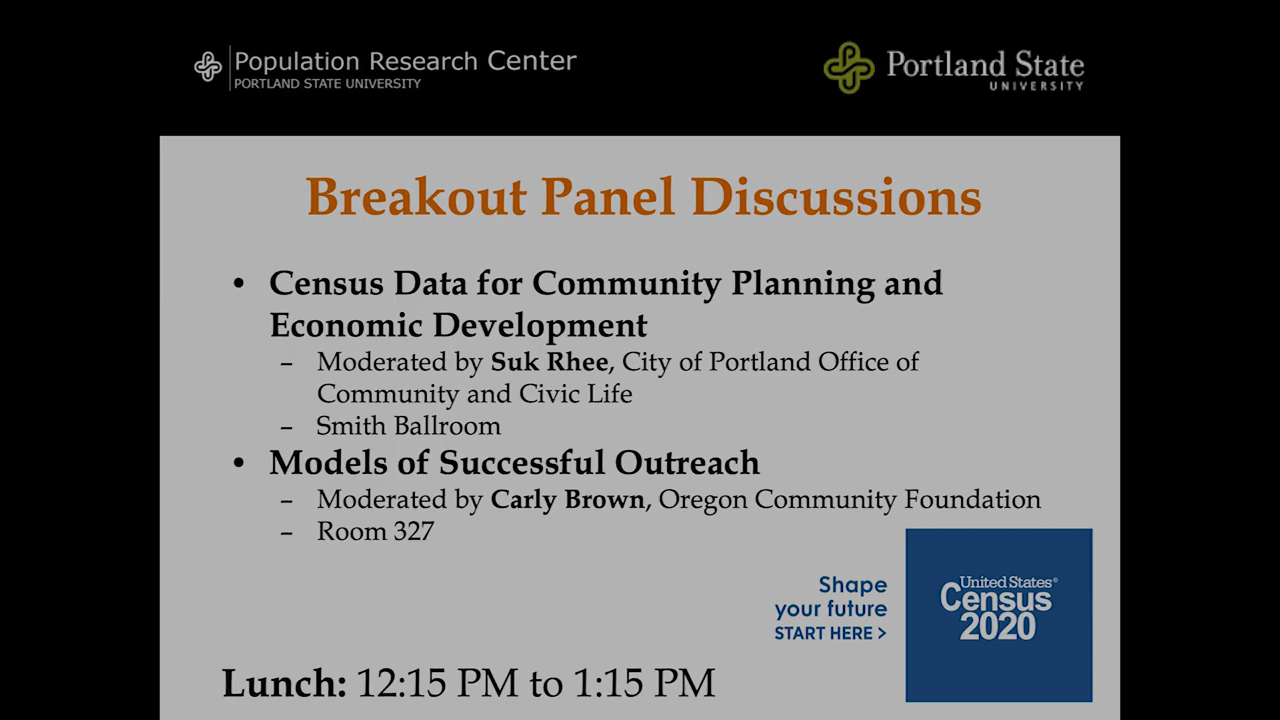 Population Research Center
PORTLAND STATE UNIVERSITY
Portland State
UNIVERSITY
Breakout Panel Discussions
• Census Data for Community Planning and
Economic Development
– Moderated by Suk Rhee, City of Portland Office of
Community and Civic Life
– Smith Ballroom
• Models of Successful Outreach
– Moderated by Carly Brown, Oregon Community Foundation
– Room 327
Shape
your future
START HERE >
United States®
Census
2020
Lunch: 12:15 PM to 1:15 PM